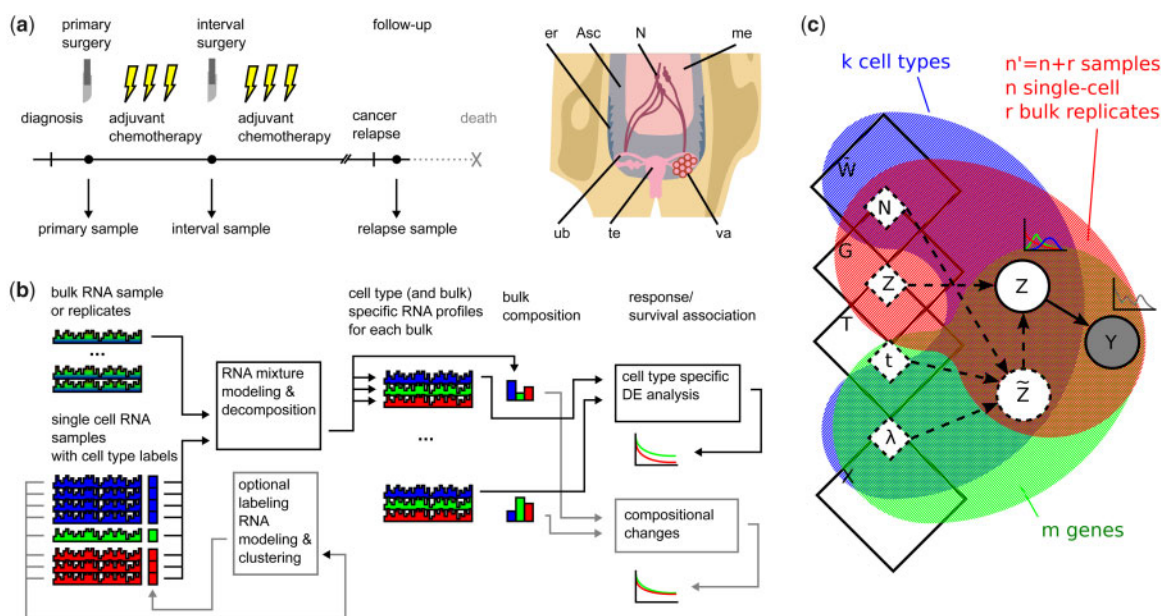 (a)
primary
surgery
interval
surgery
follow-up
diagnosis
adjuvant
chemotherapy
adjuvant
chemotherapy
cancer
relapse
death
primary sample
interval sample
relapse sample
er
Asc
N
me
ub
te
va
(b)
bulk RNA sample
or replicates
...
single cell RNA
samples
with cell type labels
RNA mixture
modeling &
decomposition
optional
labeling
RNA
modeling &
clustering
cell type (and bulk)
specific RNA profiles
for each bulk
...
bulk
composition
response/
survival association
cell type specific
DE analysis
compositional
changes
(c)
k cell types
n'=n+r samples
n single-cell
r bulk replicates
W̃
N
G
Z
Z
T
Y
t
Z̃
λ
X
m genes